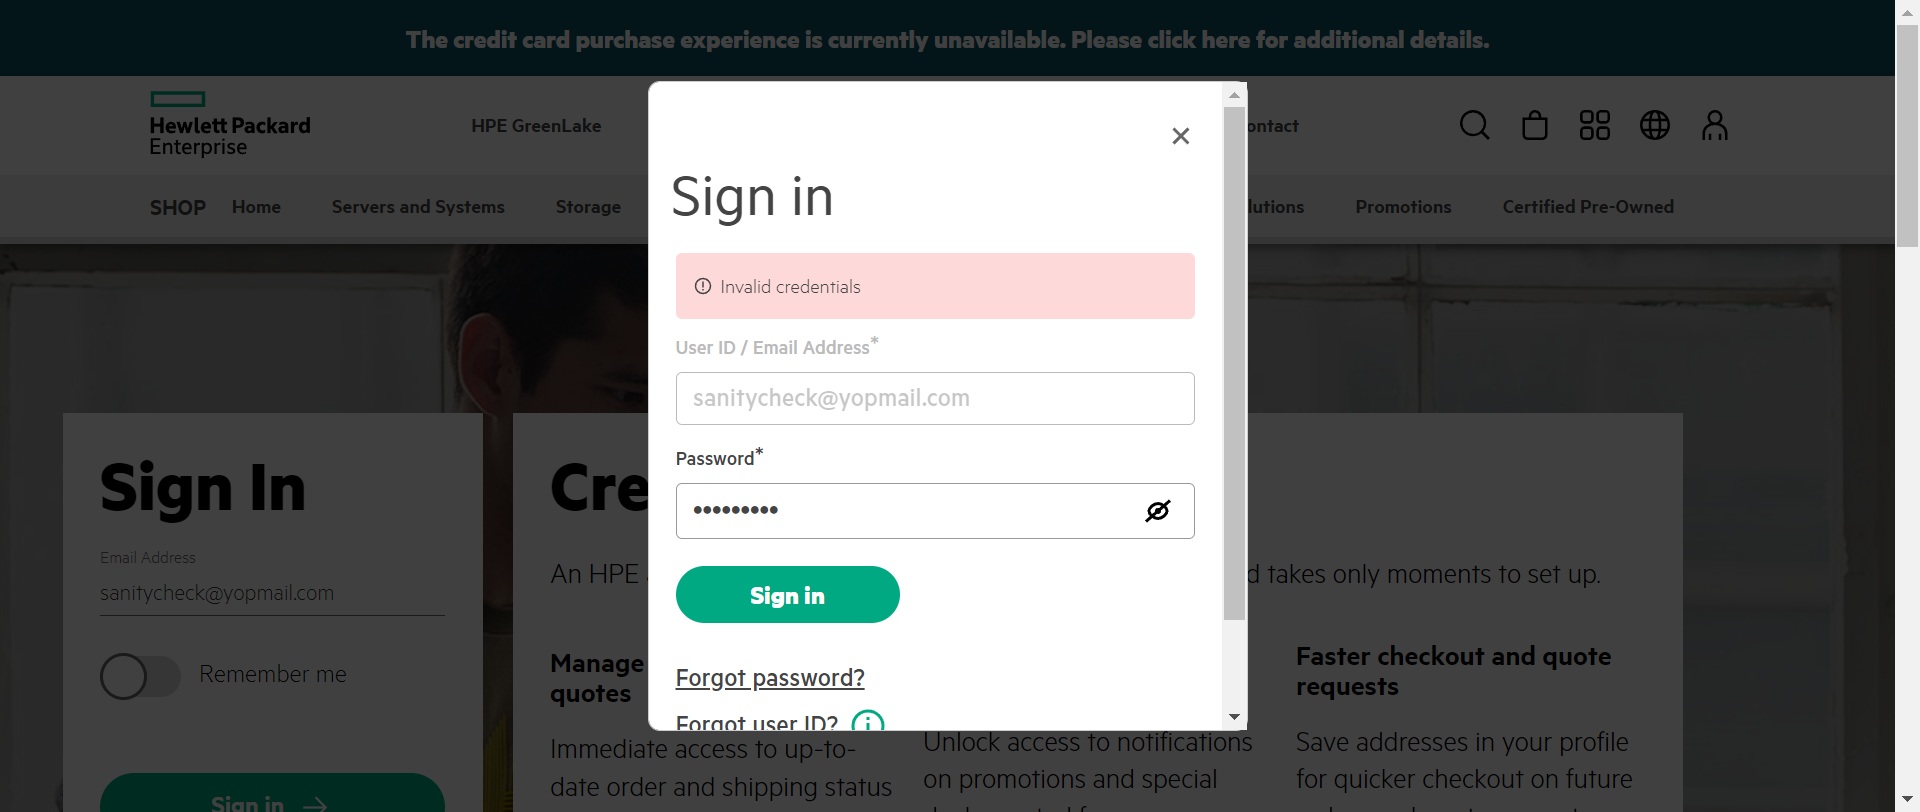 The credit card purchase experience is currently unavailable. Please click here for additional details.
Hewlett Packard
Enterprise
HPE GreenLake
SHOP Home Servers and Systems Storage Promotions Certified Pre-Owned
Sign in
Invalid credentials
User ID / Email Address*
sanitycheck@yopmail.com
Password*
•••••••••
Sign in
Forgot password?
Forgot user ID?
Sign In
Email Address
sanitycheck@yopmail.com
Remember me
Sign in
An HPE
takes only moments to set up.
Manage
quotes
Immediate access to up-to-
date order and shipping status
Unlock access to notifications
on promotions and special
Faster checkout and quote
requests
Save addresses in your profile
for quicker checkout on future